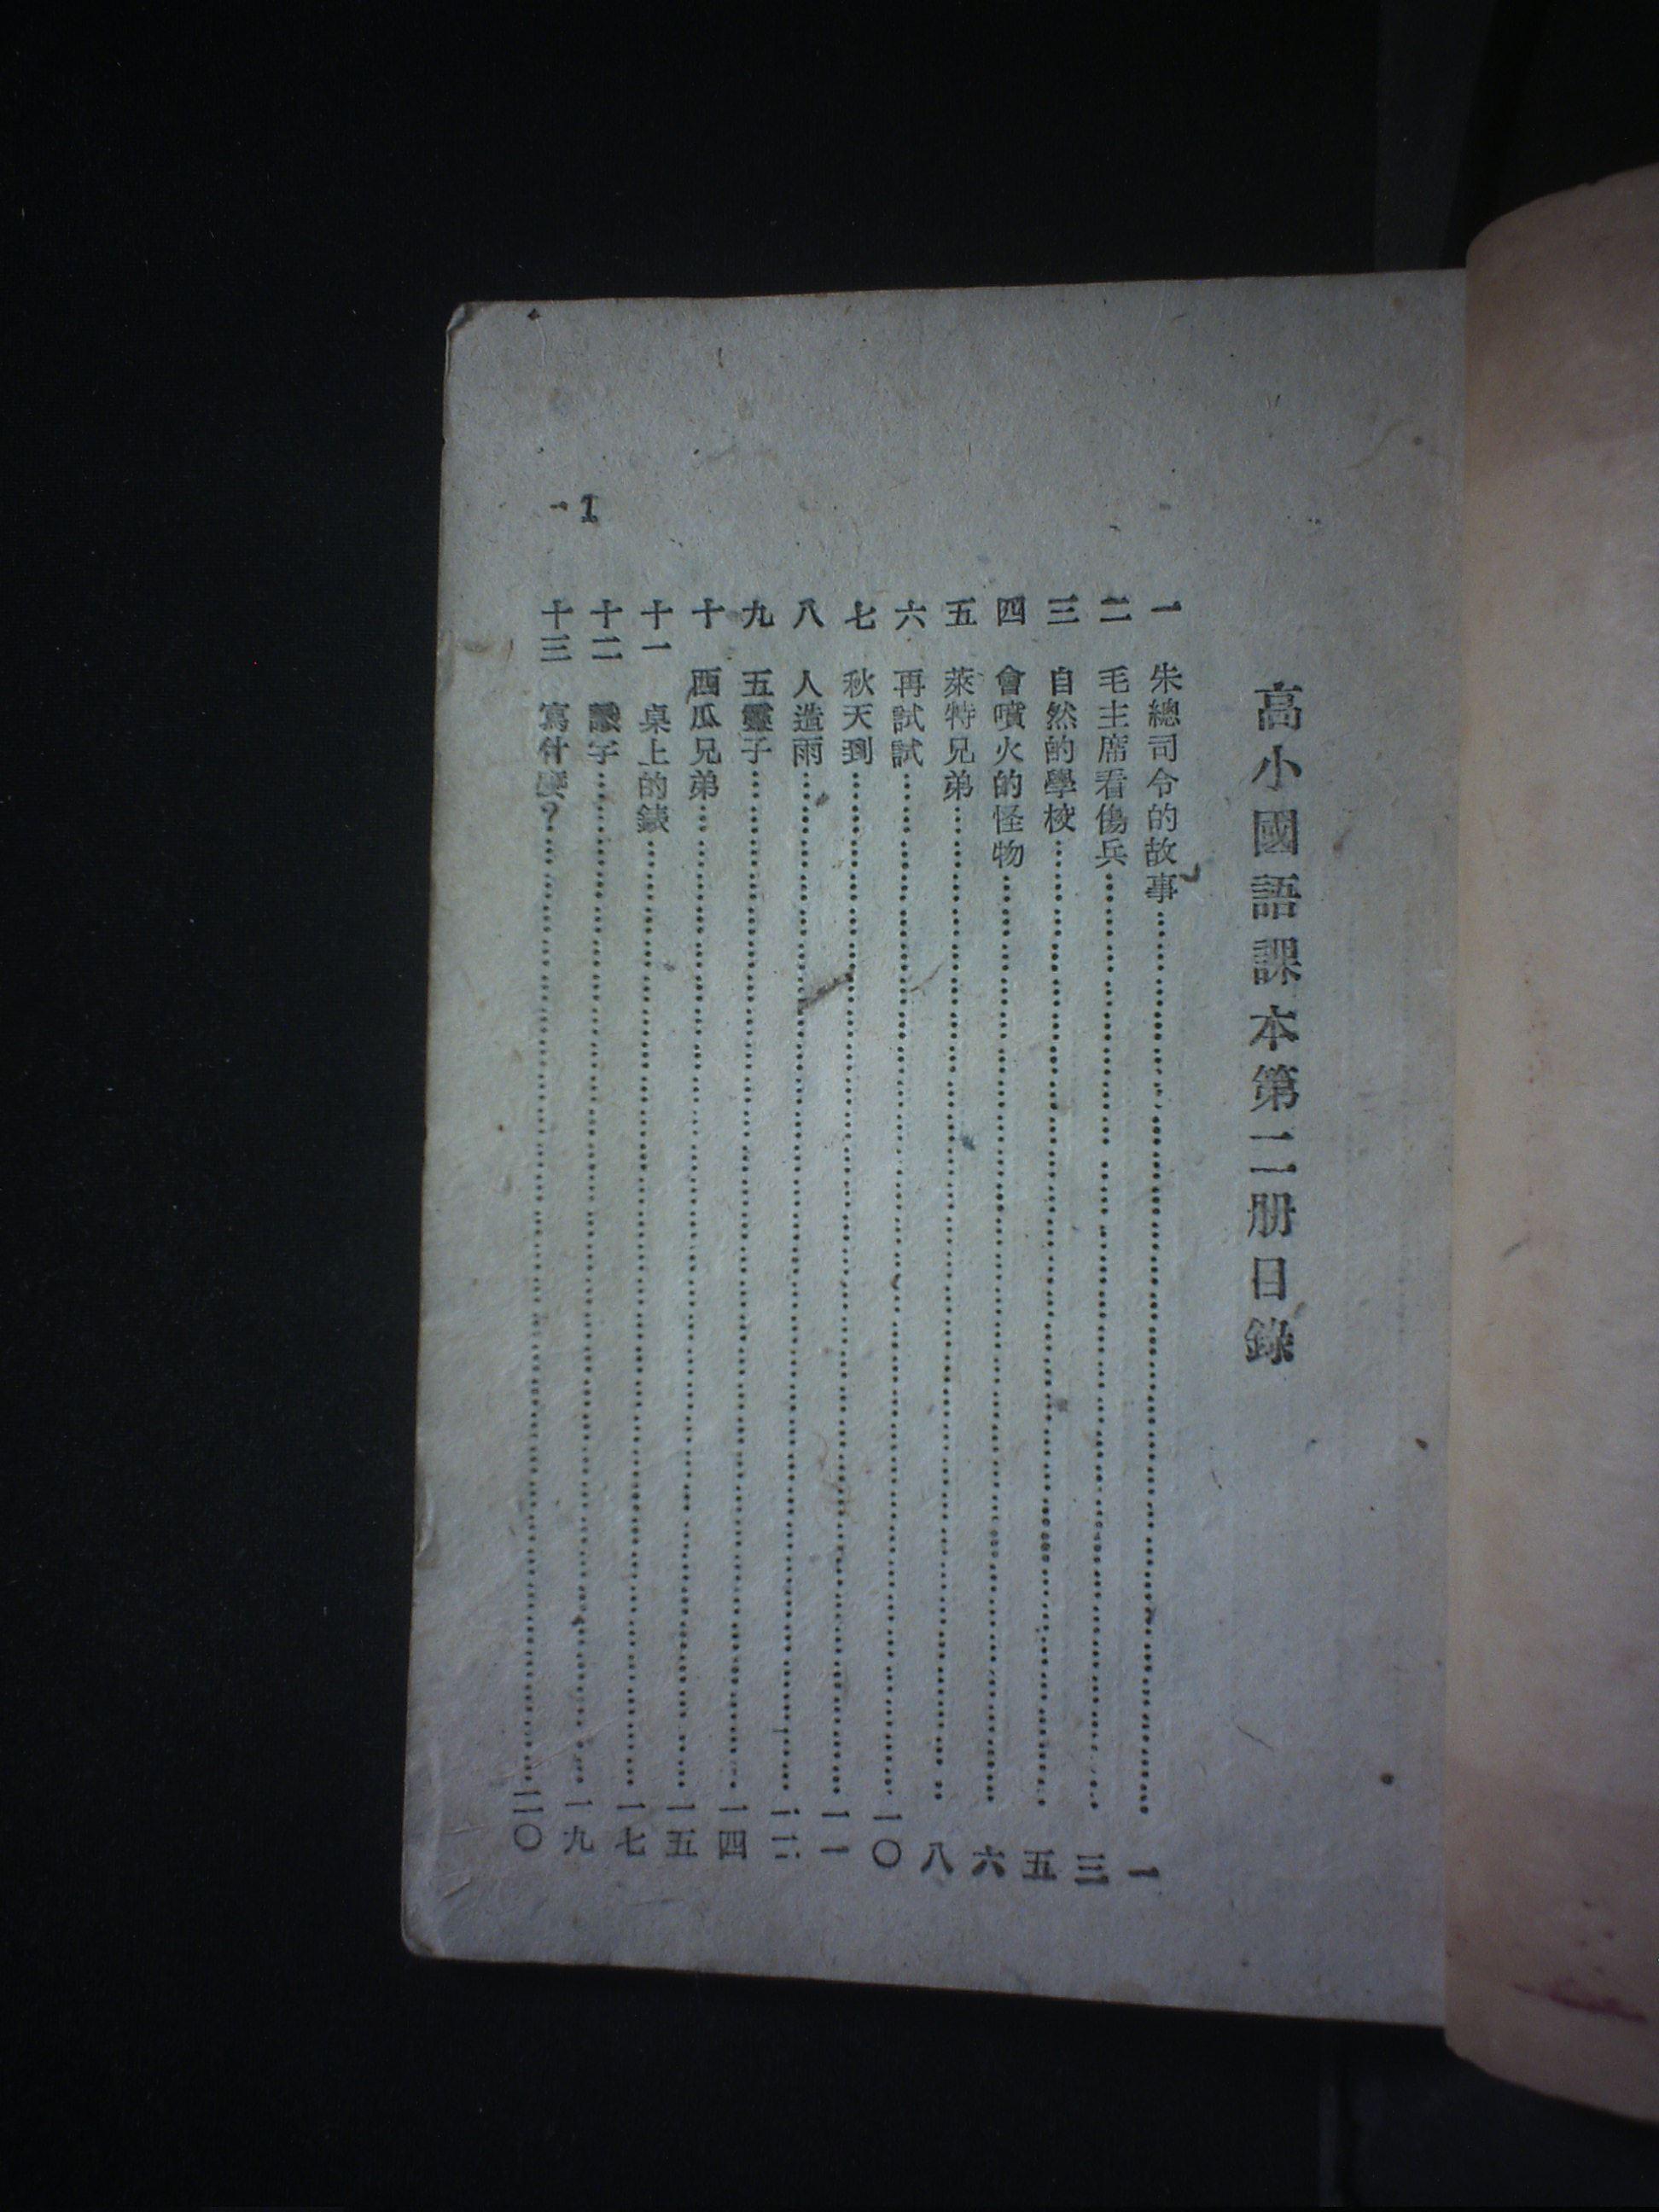 高小國語課本第二册目錄
一 朱總司令的故事……一
二 毛主席看傷兵……三
三 自然的學校……五
四 會噴火的怪物……六
五 萊特兄弟……八
六 再試試……一〇
七 秋天到……一一
八 人造雨……一二
九 五靈子……一四
十 西瓜兄弟……一五
十一 桌上的錶……一七
十二 字……一九
十三 寫什麼？……二〇
1